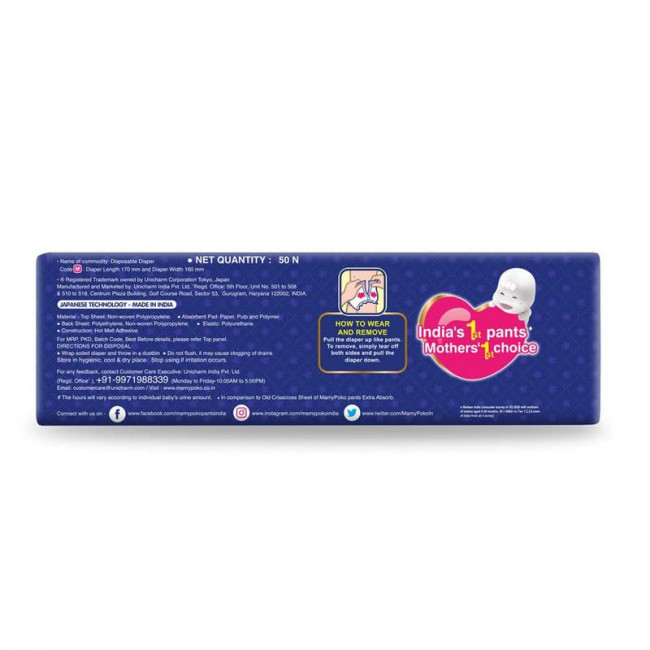 • Name of commodity: Disposable Diaper
• NET QUANTITY : 50 N
Code M : Diaper Length 170 mm and Diaper Width 160 mm
• ® Registered Trademark owned by Unicharm Corporation Tokyo, Japan
Manufactured and Marketed by: Unicharm India Pvt. Ltd. Regd. Office: 5th Floor, Unit No. 501 to 508
& 510 to 518, Centrum Plaza Building, Golf Course Road, Sector 53, Gurugram, Haryana 122002, INDIA.
JAPANESE TECHNOLOGY - MADE IN INDIA
Material - Top Sheet: Non-woven Polypropylene. • Absorbent Pad: Paper, Pulp and Polymer.
• Back Sheet: Polyethylene, Non-woven Polypropylene. • Elastic: Polyurethane.
• Construction: Hot Melt Adhesive.
For MRP, PKD, Batch Code, Best Before details, please refer Top panel.
DIRECTIONS FOR DISPOSAL:
• Wrap soiled diaper and throw in a dustbin • Do not flush, it may cause clogging of drains
Store in hygienic, cool & dry place. Stop using if irritation occurs.
For any feedback, contact Customer Care Executive: Unicharm India Pvt. Ltd.
(Regd. Office ), +91-9971988339 (Monday to Friday-10:00AM to 5:00PM)
Email: customercare@unicharm.com / Visit - www.mamypoko.co.in
# The hours will vary according to individual baby's urine amount. • In comparison to Old Crisscross Sheet of MamyPoko pants Extra Absorb.
Connect with us on - f www.facebook.com/mamypokopantsindia www.instagram.com/mamypokoindia www.twitter.com/MamyPokoIn
HOW TO WEAR
AND REMOVE
Pull the diaper up like pants.
To remove, simply tear off
both sides and pull the
diaper down.
India's 1st pants*
Mothers' 1st choice